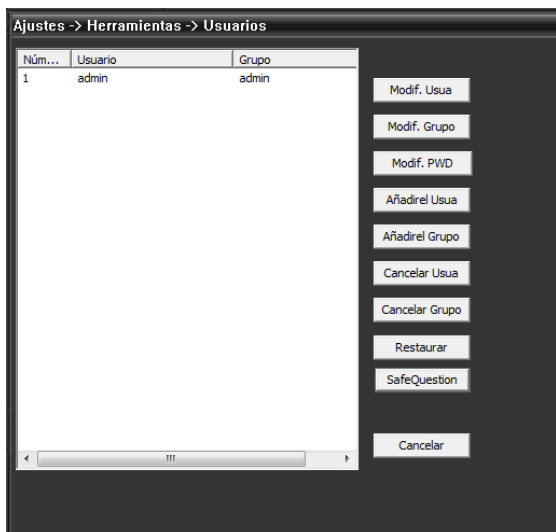 Ajustes -> Herramientas -> Usuarios
Núm... Usuario Grupo
1 admin admin
Modif. Usua
Modif. Grupo
Modif. PWD
Añadirel Usua
Añadirel Grupo
Cancelar Usua
Cancelar Grupo
Restaurar
SafeQuestion
Cancelar